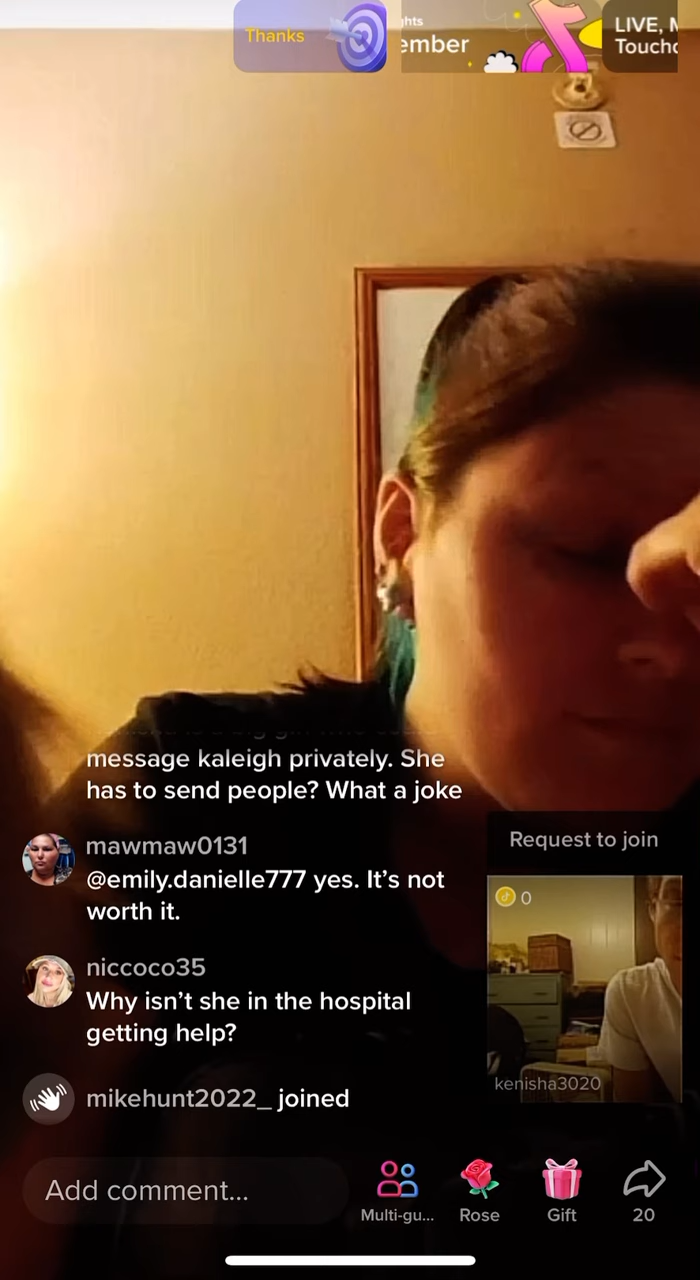 Thanks
ghts
ember
LIVE, M
Touchd
message kaleigh privately. She
has to send people? What a joke
mawmaw0131
@emily.danielle777 yes. It’s not
worth it.
niccoco35
Why isn’t she in the hospital
getting help?
mikehunt2022_ joined
Request to join
0
kenisha3020
Add comment...
Multi-gu...
Rose
Gift
20